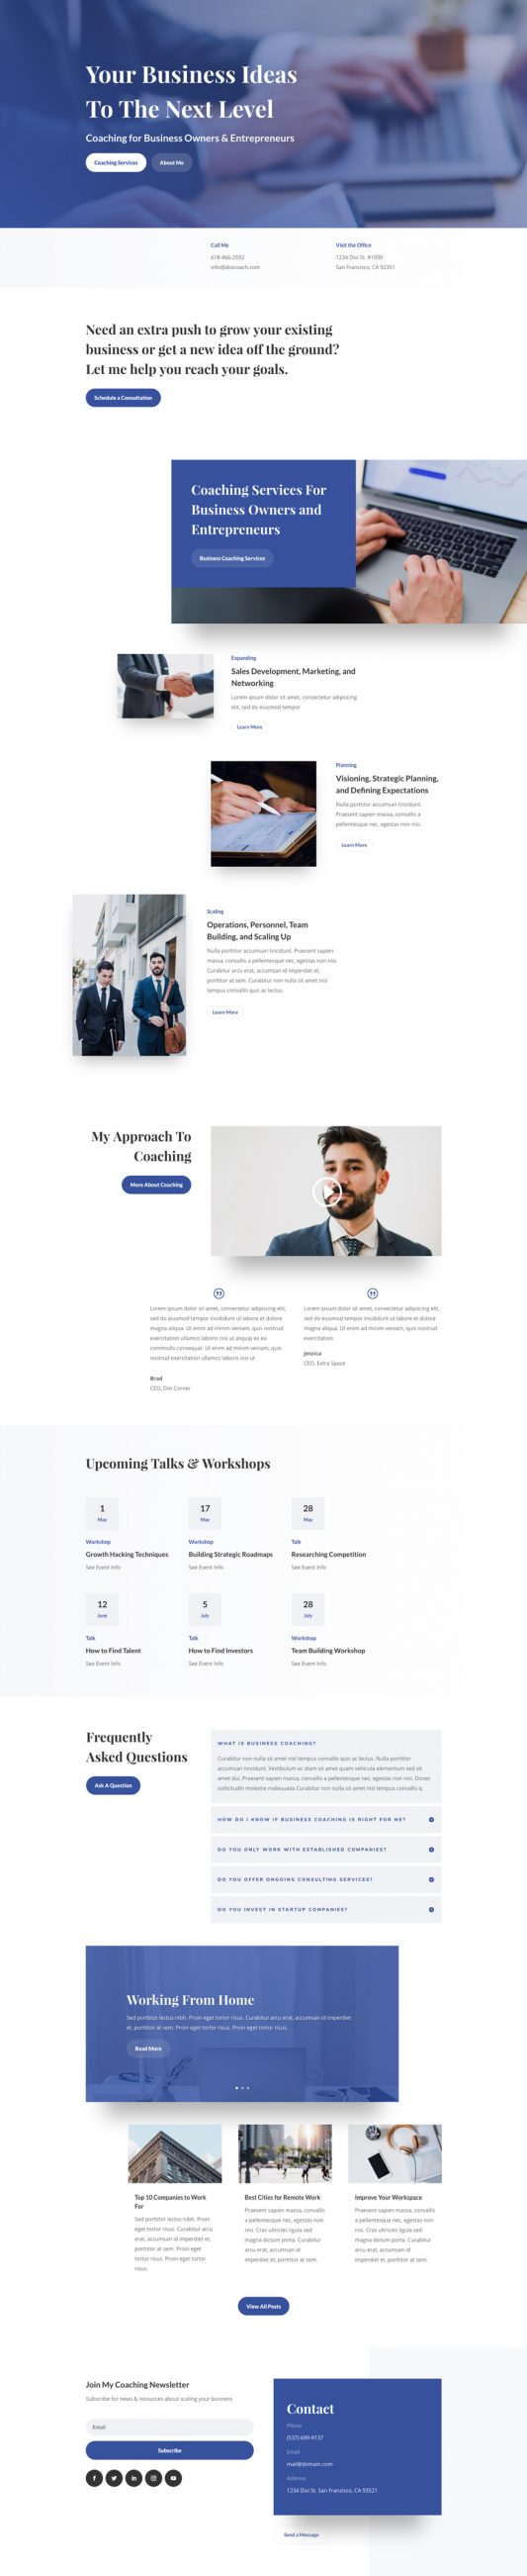 Your Business Ideas
To The Next Level
Coaching for Business Owners & Entrepreneurs
Coaching Services
About Me
Call Me
618-466-2592
info@divicoach.com
Visit the Office
1234 Divi St. #1000
San Francisco, CA 92351
Need an extra push to grow your existing
business or get a new idea off the ground?
Let me help you reach your goals.
Schedule a Consultation
Coaching Services For
Business Owners and
Entrepreneurs
Business Coaching Services
Expanding
Sales Development, Marketing, and
Networking
Lorem ipsum dolor sit amet, consectetur adipiscing
elit, sed do eiusmod tempor
Learn More
Planning
Visioning, Strategic Planning,
and Defining Expectations
Nulla porttitor accumsan tincidunt.
Praesent sapien massa, convallis a
pellentesque nec, egestas non nisi.
Learn More
Scaling
Operations, Personnel, Team
Building, and Scaling Up
Nulla porttitor accumsan tincidunt. Praesent sapien
massa, convallis a pellentesque nec, egestas non nisi.
Curabitur arcu erat, accumsan id imperdiet et,
porttitor at sem. Curabitur non nulla sit amet nisl
tempus convallis quis ac lectus.
Learn More
My Approach To
Coaching
More About Coaching
Lorem ipsum dolor sit amet, consectetur adipiscing elit,
sed do eiusmod tempor incididunt ut labore et dolore
magna aliqua. Ut enim ad minim veniam, quis nostrud
exercitation ullamco laboris nisi ut aliquip ex ea
commodo consequat. Ut enim ad minim veniam, quis
nostrud exercitation ullamco laboris nisi ut
Brad
CEO, Divi Corner
Lorem ipsum dolor sit amet, consectetur adipiscing elit,
sed do eiusmod tempor incididunt ut labore et dolore
magna aliqua. Ut enim ad minim veniam, quis nostrud
exercitation.
Jessica
CEO, Extra Space
Upcoming Talks & Workshops
1
May
Workshop
Growth Hacking Techniques
See Event Info
17
May
Workshop
Building Strategic Roadmaps
See Event Info
28
May
Talk
Researching Competition
See Event Info
12
June
Talk
How to Find Talent
See Event Info
5
July
Talk
How to Find Investors
See Event Info
28
July
Workshop
Team Building Workshop
See Event Info
Frequently
Asked Questions
Ask A Question
WHAT IS BUSINESS COACHING?
Curabitur non nulla sit amet nisl tempus convallis quis ac lectus. Nulla porttitor
accumsan tincidunt. Vestibulum ac diam sit amet quam vehicula elementum sed sit
amet dui. Praesent sapien massa, convallis a pellentesque nec, egestas non nisi. Donec
sollicitudin molestie malesuada.Curabitur non nulla sit amet nisl tempus convallis q
HOW DO I KNOW IF BUSINESS COACHING IS RIGHT FOR ME?
DO YOU ONLY WORK WITH ESTABLISHED COMPANIES?
DO YOU OFFER ONGOING CONSULTING SERVICES?
DO YOU INVEST IN STARTUP COMPANIES?
Working From Home
Sed porttitor lectus nibh. Proin eget tortor risus. Curabitur arcu erat, accumsan id imperdiet
et, porttitor at sem. Proin eget tortor risus. Proin eget tortor risus.
Read More
Top 10 Companies to Work
For
Sed porttitor lectus nibh. Proin
eget tortor risus. Curabitur arcu
erat, accumsan id imperdiet et,
porttitor at sem. Proin eget
tortor risus. Proin eget tortor
risus.
Best Cities for Remote Work
Praesent sapien massa, convallis
a pellentesque nec, egestas non
nisi. Cras ultricies ligula sed
magna dictum porta. Curabitur
arcu erat, accumsan id
imperdiet et, porttitor at sem.
Improve Your Workspace
Praesent sapien massa, convallis
a pellentesque nec, egestas non
nisi. Cras ultricies ligula sed
magna dictum porta. Curabitur
arcu erat, accumsan id
imperdiet et, porttitor at sem.
View All Posts
Join My Coaching Newsletter
Subscribe for news & resources about scaling your business
Email
Subscribe
Contact
Phone
(537)-699-9137
Email
mail@domain.com
Address
1234 Divi St. San Francisco, CA 93521
Send a Message